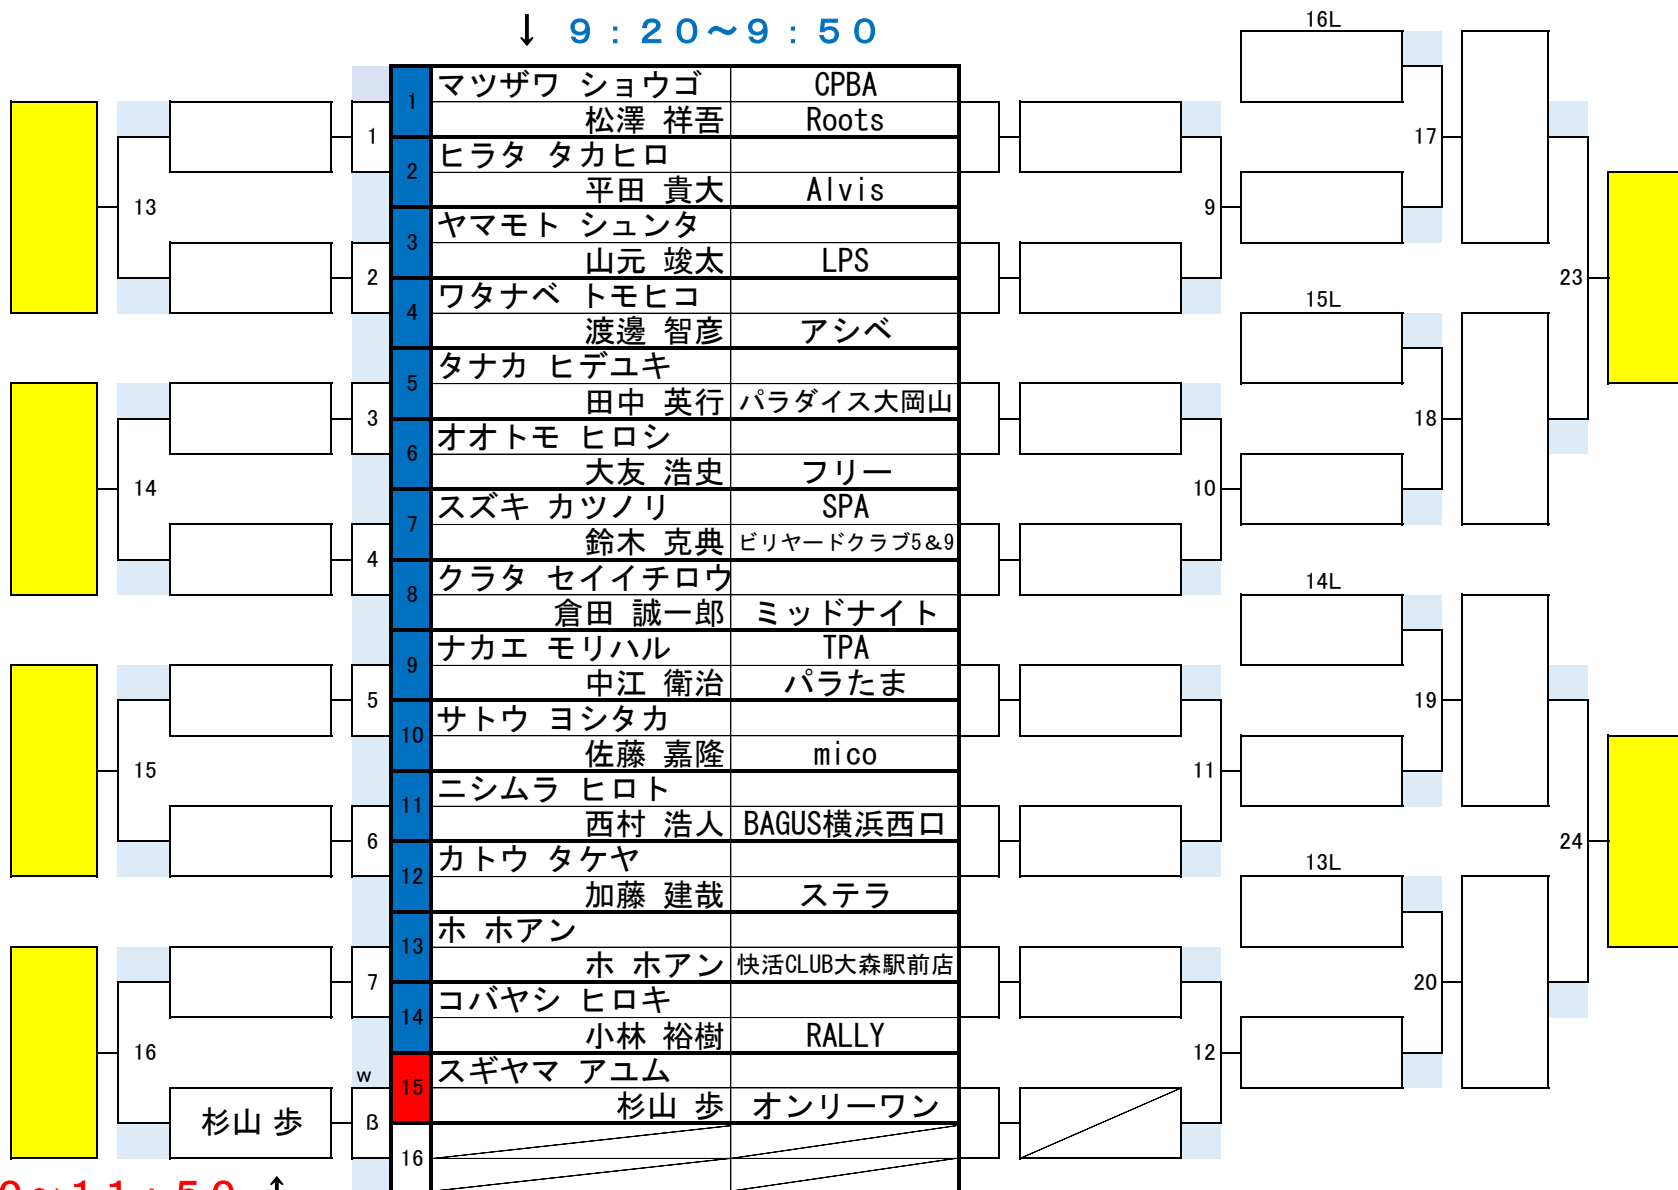 ↓ 9：20～9：50
16L
1 マツザワ ショウゴ CPBA
松澤 祥吾 Roots
1
17
2 ヒラタ タカヒロ
平田 貴大 Alvis
13
9
3 ヤマモト シュンタ
山元 竣太 LPS
2
23
4 ワタナベ トモヒコ
渡邊 智彦 アシベ
15L
5 タナカ ヒデユキ
田中 英行 パラダイス大岡山
3
18
6 オオトモ ヒロシ
大友 浩史 フリー
14
10
7 スズキ カツノリ SPA
鈴木 克典 ビリヤードクラブ5&9
4
14L
8 クラタ セイイチロウ
倉田 誠一郎 ミッドナイト
9 ナカエ モリハル TPA
中江 衛治 パラたま
5
19
10 サトウ ヨシタカ
佐藤 嘉隆 mico
15
11
11 ニシムラ ヒロト
西村 浩人 BAGUS横浜西口
6
24
12 カトウ タケヤ
加藤 建哉 ステラ
13L
13 ホ ホアン
ホ ホアン 快活CLUB大森駅前店
7
20
14 コバヤシ ヒロキ
小林 裕樹 RALLY
16
12
w
15 スギヤマ アユム
杉山 歩 オンリーワン
杉山 歩
ß
16
0～11：50 ↑